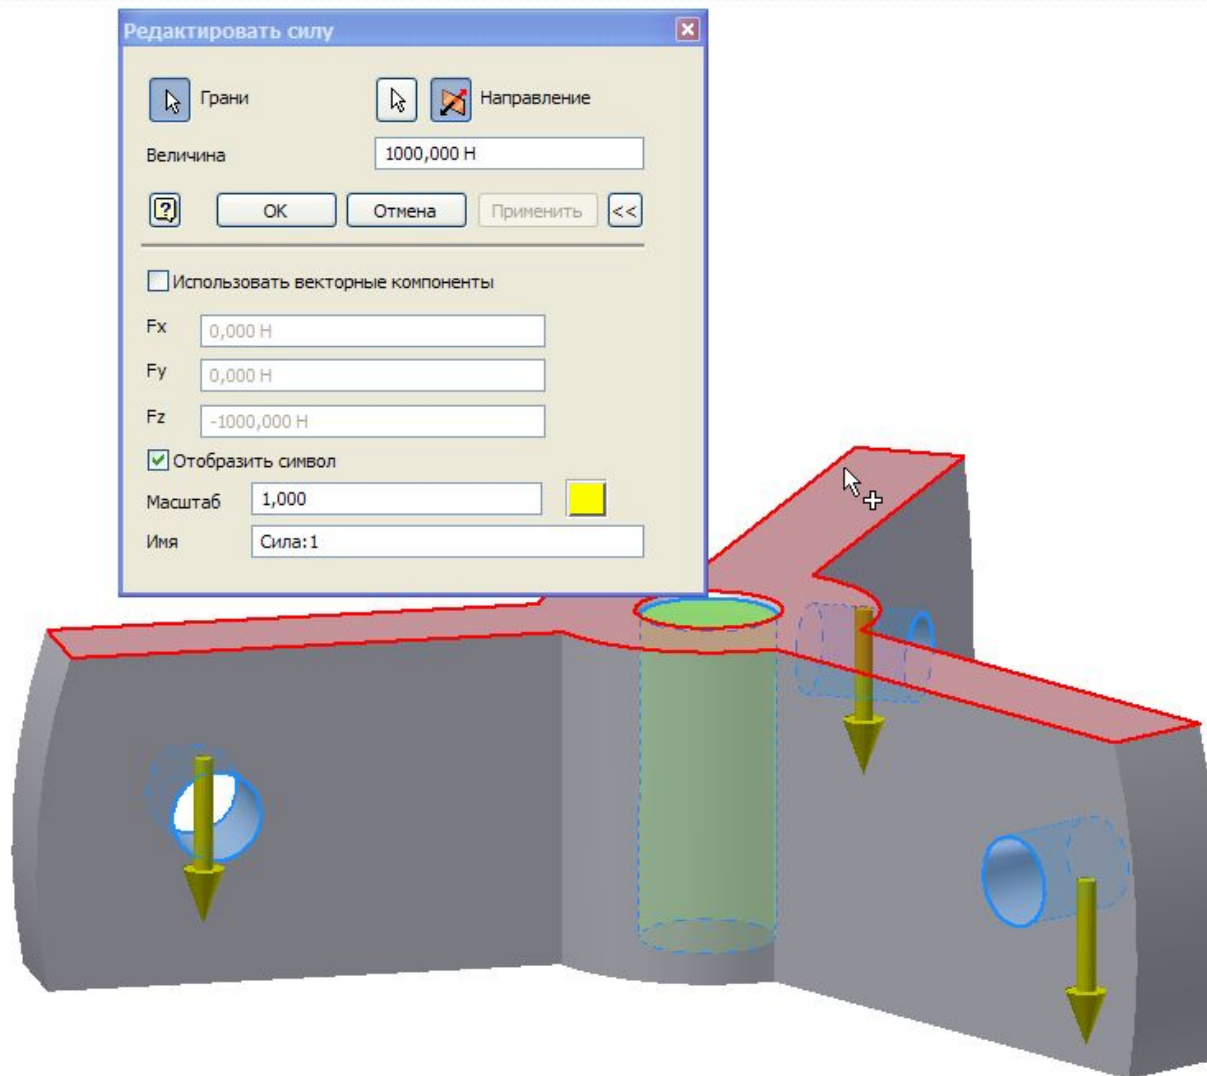 Редактировать силу
Грани
Направление
Величина
1000,000 Н
ОК
Отмена
Применить
<<
Использовать векторные компоненты
Fx
0,000 Н
Fy
0,000 Н
Fz
-1000,000 Н
Отобразить символ
Масштаб
1,000
Имя
Сила:1